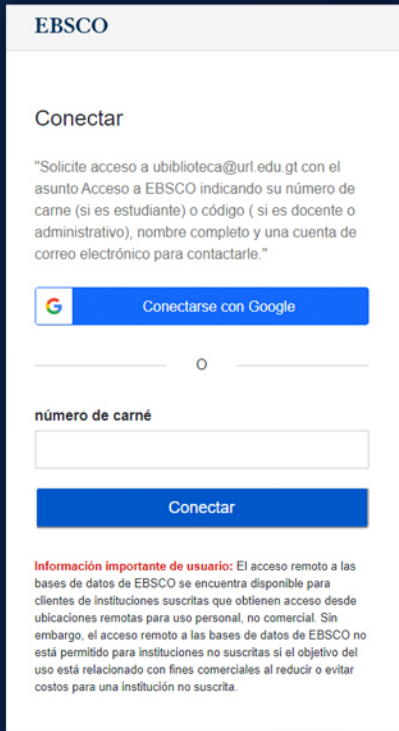 EBSCO
Conectar
"Solicite acceso a ubiblioteca@url.edu.gt con el
asunto Acceso a EBSCO indicando su número de
carne (si es estudiante) o código ( si es docente o
administrativo), nombre completo y una cuenta de
correo electrónico para contactarle."
G Conectarse con Google
O
número de carné
Conectar
Información importante de usuario: El acceso remoto a las
bases de datos de EBSCO se encuentra disponible para
clientes de instituciones suscritas que obtienen acceso desde
ubicaciones remotas para uso personal, no comercial. Sin
embargo, el acceso remoto a las bases de datos de EBSCO no
está permitido para instituciones no suscritas si el objetivo del
uso está relacionado con fines comerciales al reducir o evitar
costos para una institución no suscrita.